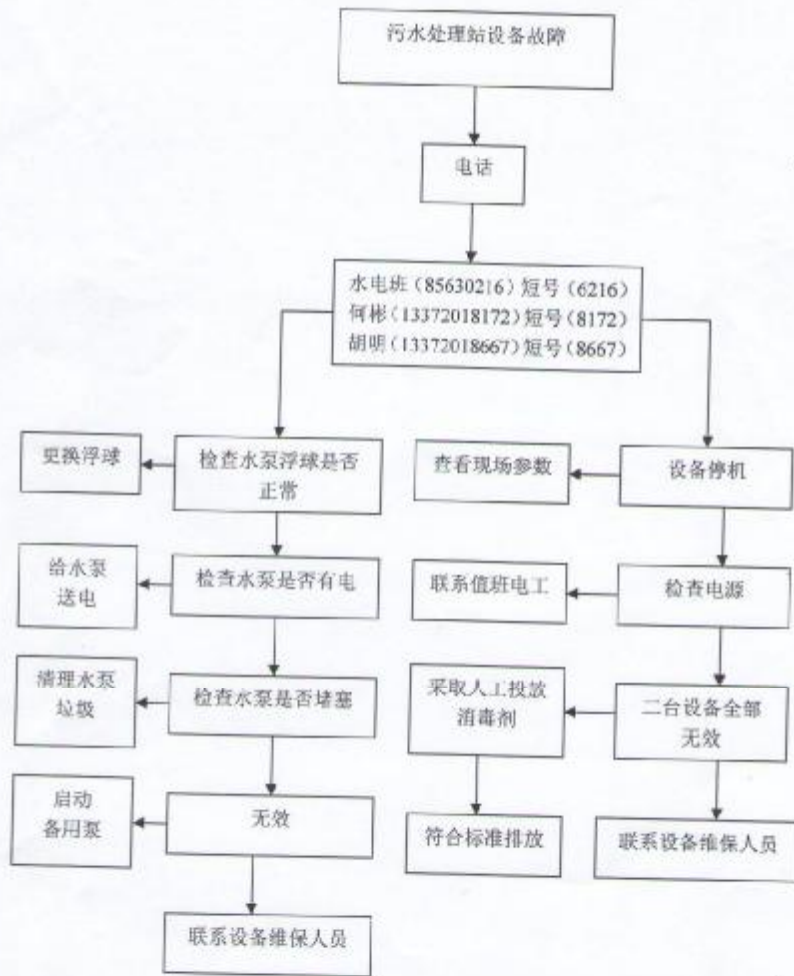 污水处理站设备故障
电话
水电班(85630216)短号(6216)
何彬(13372018172)短号(8172)
胡明(13372018667)短号(8667)
更换浮球
检查水泵浮球是否
正常
查看现场参数
设备停机
给水泵
送电
检查水泵是否有电
联系值班电工
检查电源
清理水泵
垃圾
检查水泵是否堵塞
采取人工投放
消毒剂
二台设备全部
无效
启动
备用泵
无效
符合标准排放
联系设备维保人员
联系设备维保人员